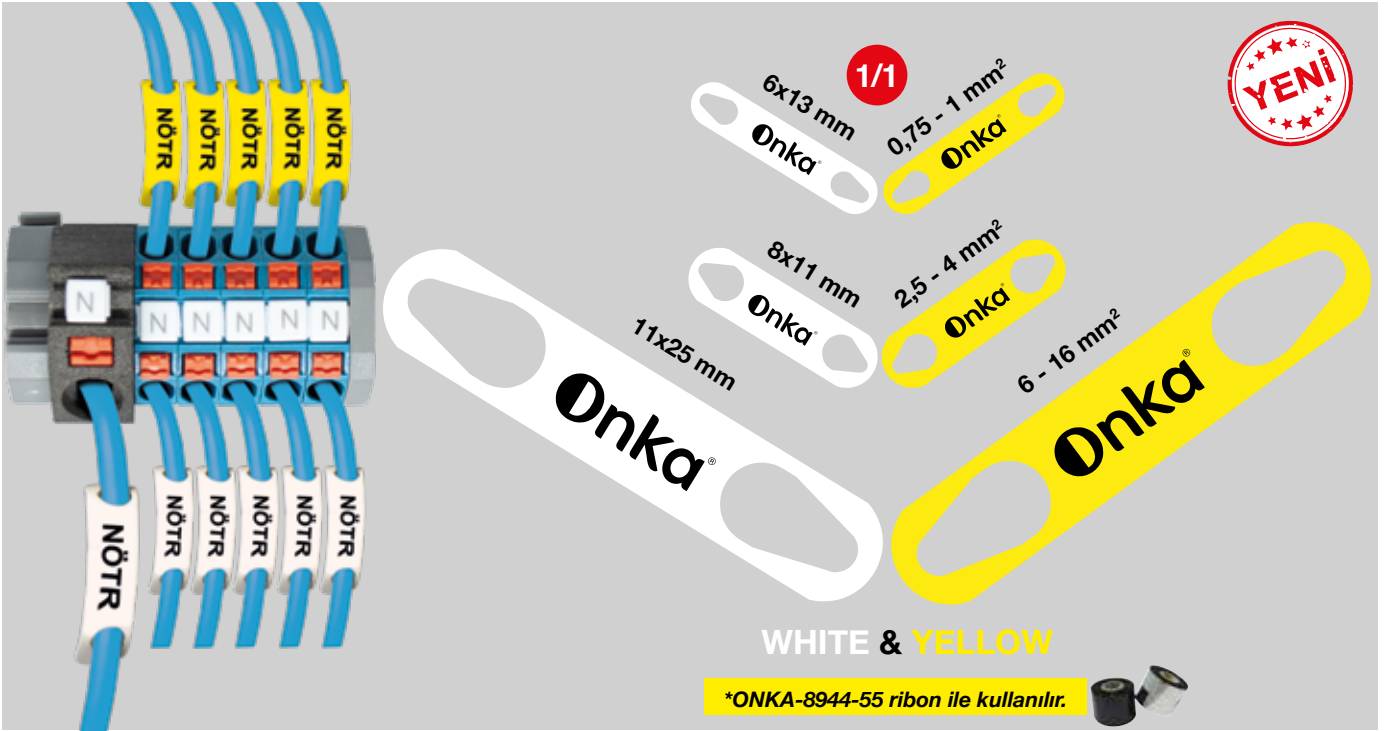 NÖTR
NÖTR
NÖTR
NÖTR
NÖTR
N
N
N
N
N
N
NÖTR
NÖTR
NÖTR
NÖTR
NÖTR
NÖTR
1/1
YENİ
6x13 mm
0,75 - 1 mm²
Onka®
Onka®
8x11 mm
2,5 - 4 mm²
Onka®
Onka®
11x25 mm
6 - 16 mm²
Onka®
Onka®
WHITE & YELLOW
*ONKA-8944-55 ribon ile kullanılır.